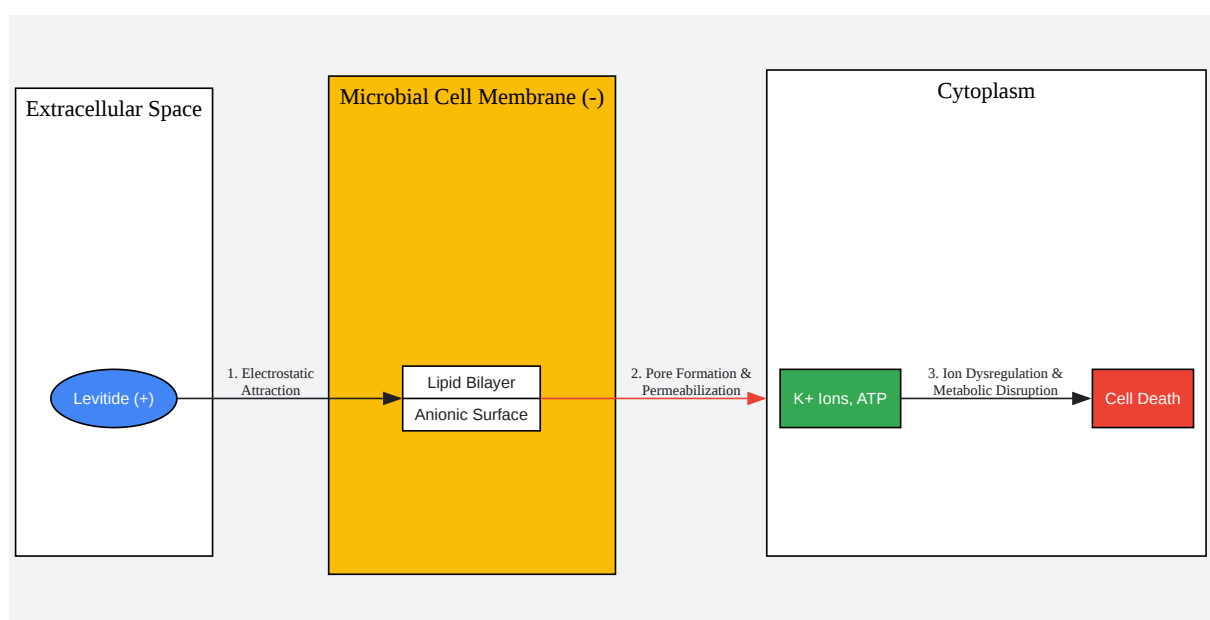 Extracellular Space
Microbial Cell Membrane (-)
Cytoplasm
Levitide (+)
1. Electrostatic
Attraction
Lipid Bilayer
Anionic Surface
2. Pore Formation &
Permeabilization
K+ Ions, ATP
3. Ion Dysregulation &
Metabolic Disruption
Cell Death